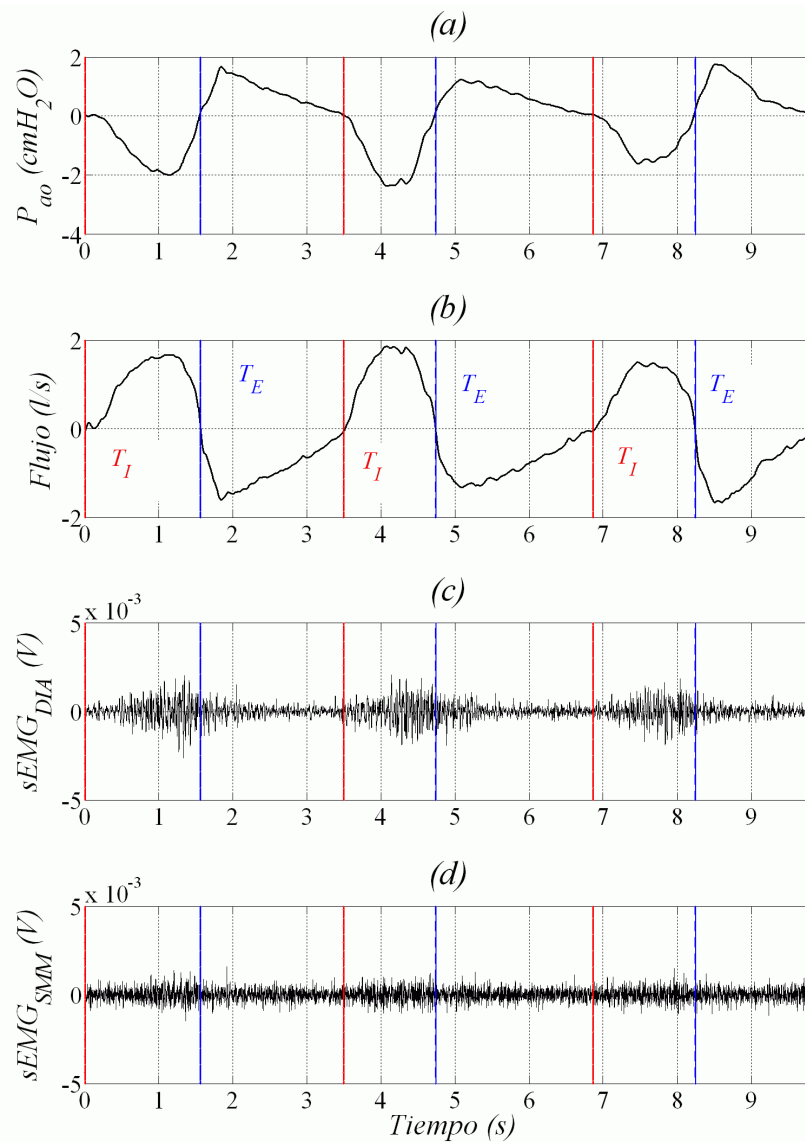 (a)
P_ao (cmH_2O)
2
0
-2
-4
0 1 2 3 4 5 6 7 8 9
(b)
Flujo (l/s)
2
0
-2
T_E T_E T_E
T_I T_I T_I
0 1 2 3 4 5 6 7 8 9
(c)
x 10^-3
sEMG_DIA (V)
5
0
-5
0 1 2 3 4 5 6 7 8 9
(d)
x 10^-3
sEMG_SMM (V)
5
0
-5
0 1 2 3 4 5 6 7 8 9
Tiempo (s)